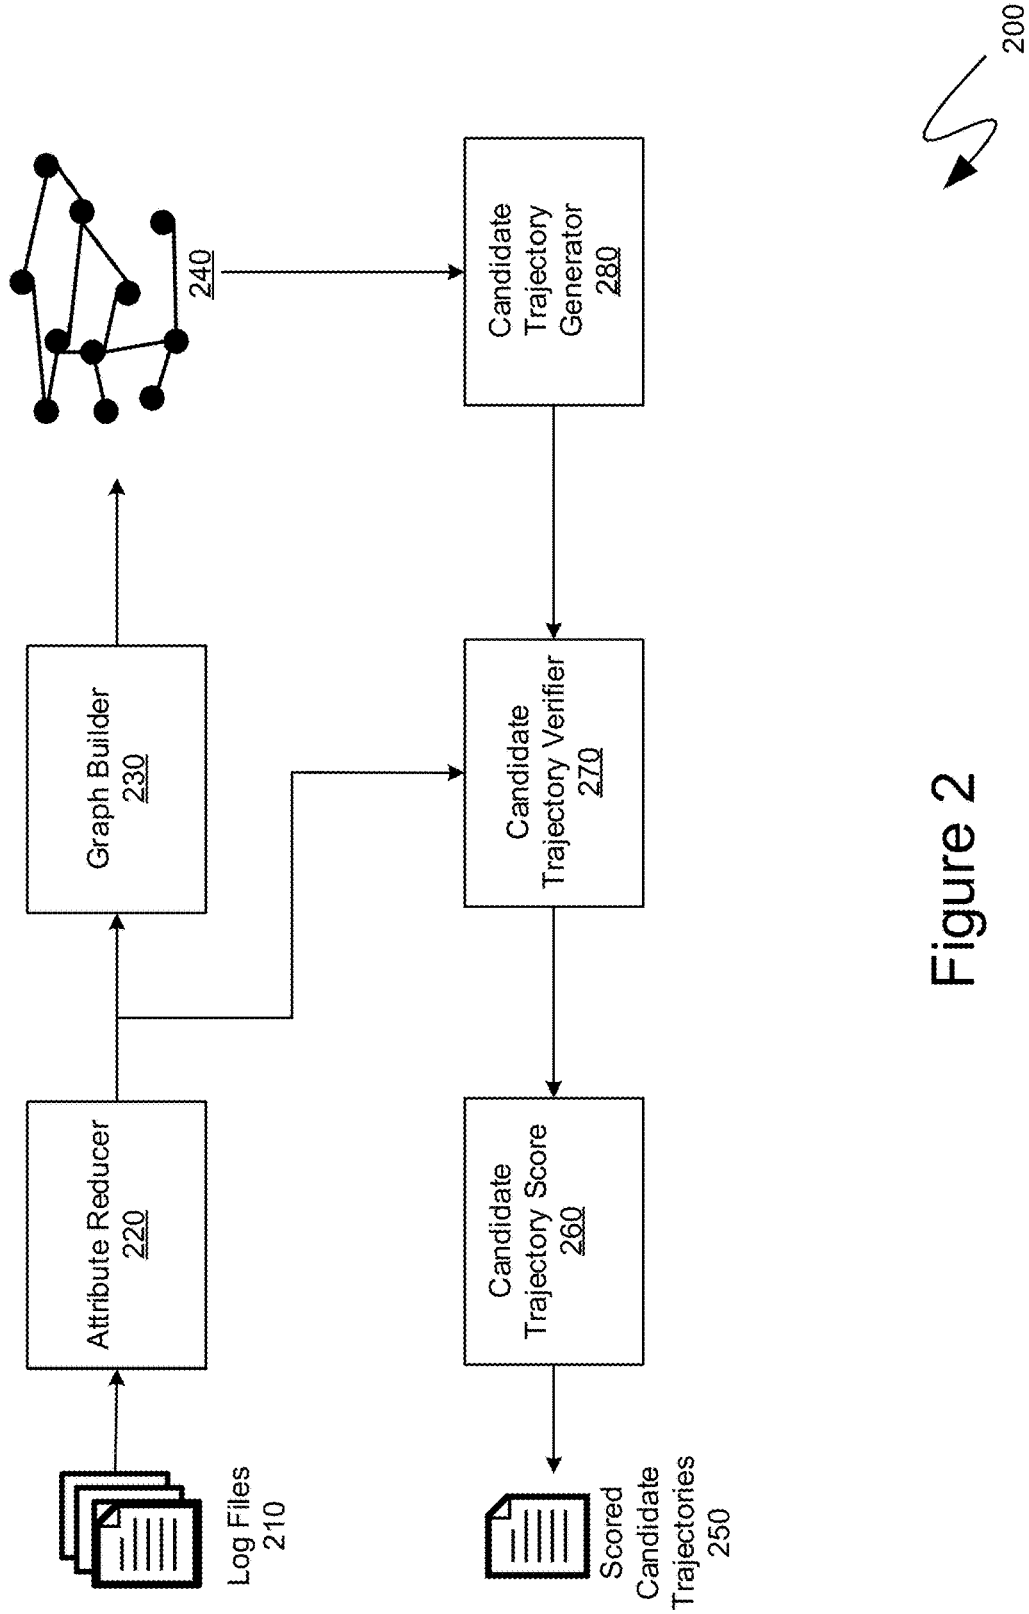 200
Log Files
210
Attribute Reducer
220
Graph Builder
230
240
Scored
Candidate
Trajectories
250
Candidate
Trajectory Score
260
Candidate
Trajectory Verifier
270
Candidate
Trajectory
Generator
280
Figure 2